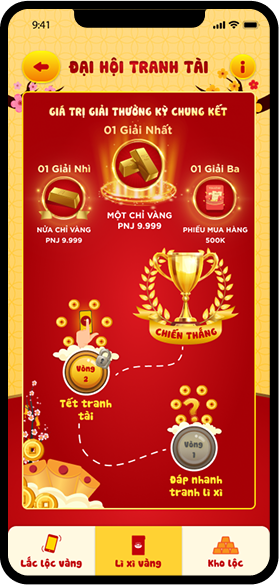 9:41
ĐẠI HỘI TRANH TÀI
i
GIÁ TRỊ GIẢI THƯỞNG KỲ CHUNG KẾT
01 Giải Nhất
01 Giải Nhì
01 Giải Ba
MỘT CHỈ VÀNG
PNJ 9.999
NỬA CHỈ VÀNG
PNJ 9.999
PHIẾU MUA HÀNG
500K
CHIẾN THẮNG
Vòng
2
Tết tranh
tài
?
Vòng
1
Đáp nhanh
tranh lì xì
Lắc lộc vàng
Lì xì vàng
Kho lộc